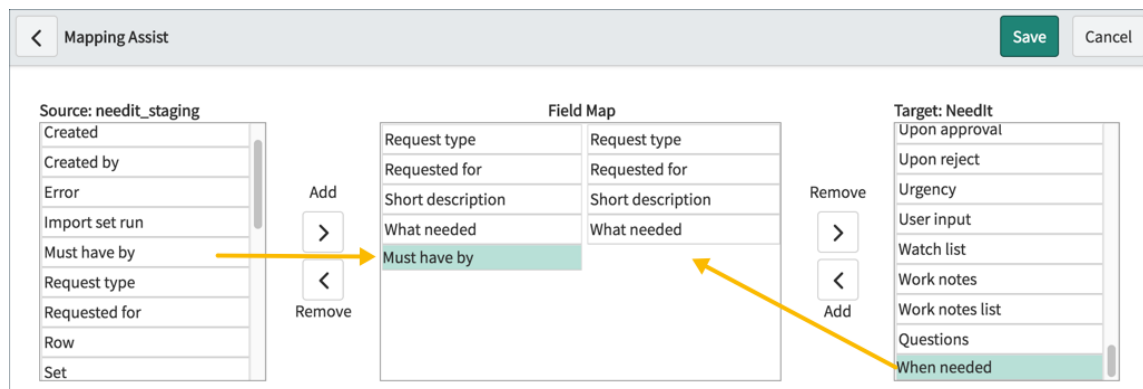 Mapping Assist
Save
Cancel
Source: needit_staging
Created
Created by
Error
Import set run
Must have by
Request type
Requested for
Row
Set
Add
Remove
Field Map
Request type Request type
Requested for Requested for
Short description Short description
What needed What needed
Must have by
Remove
Add
Target: NeedIt
Upon approval
Upon reject
Urgency
User input
Watch list
Work notes
Work notes list
Questions
When needed